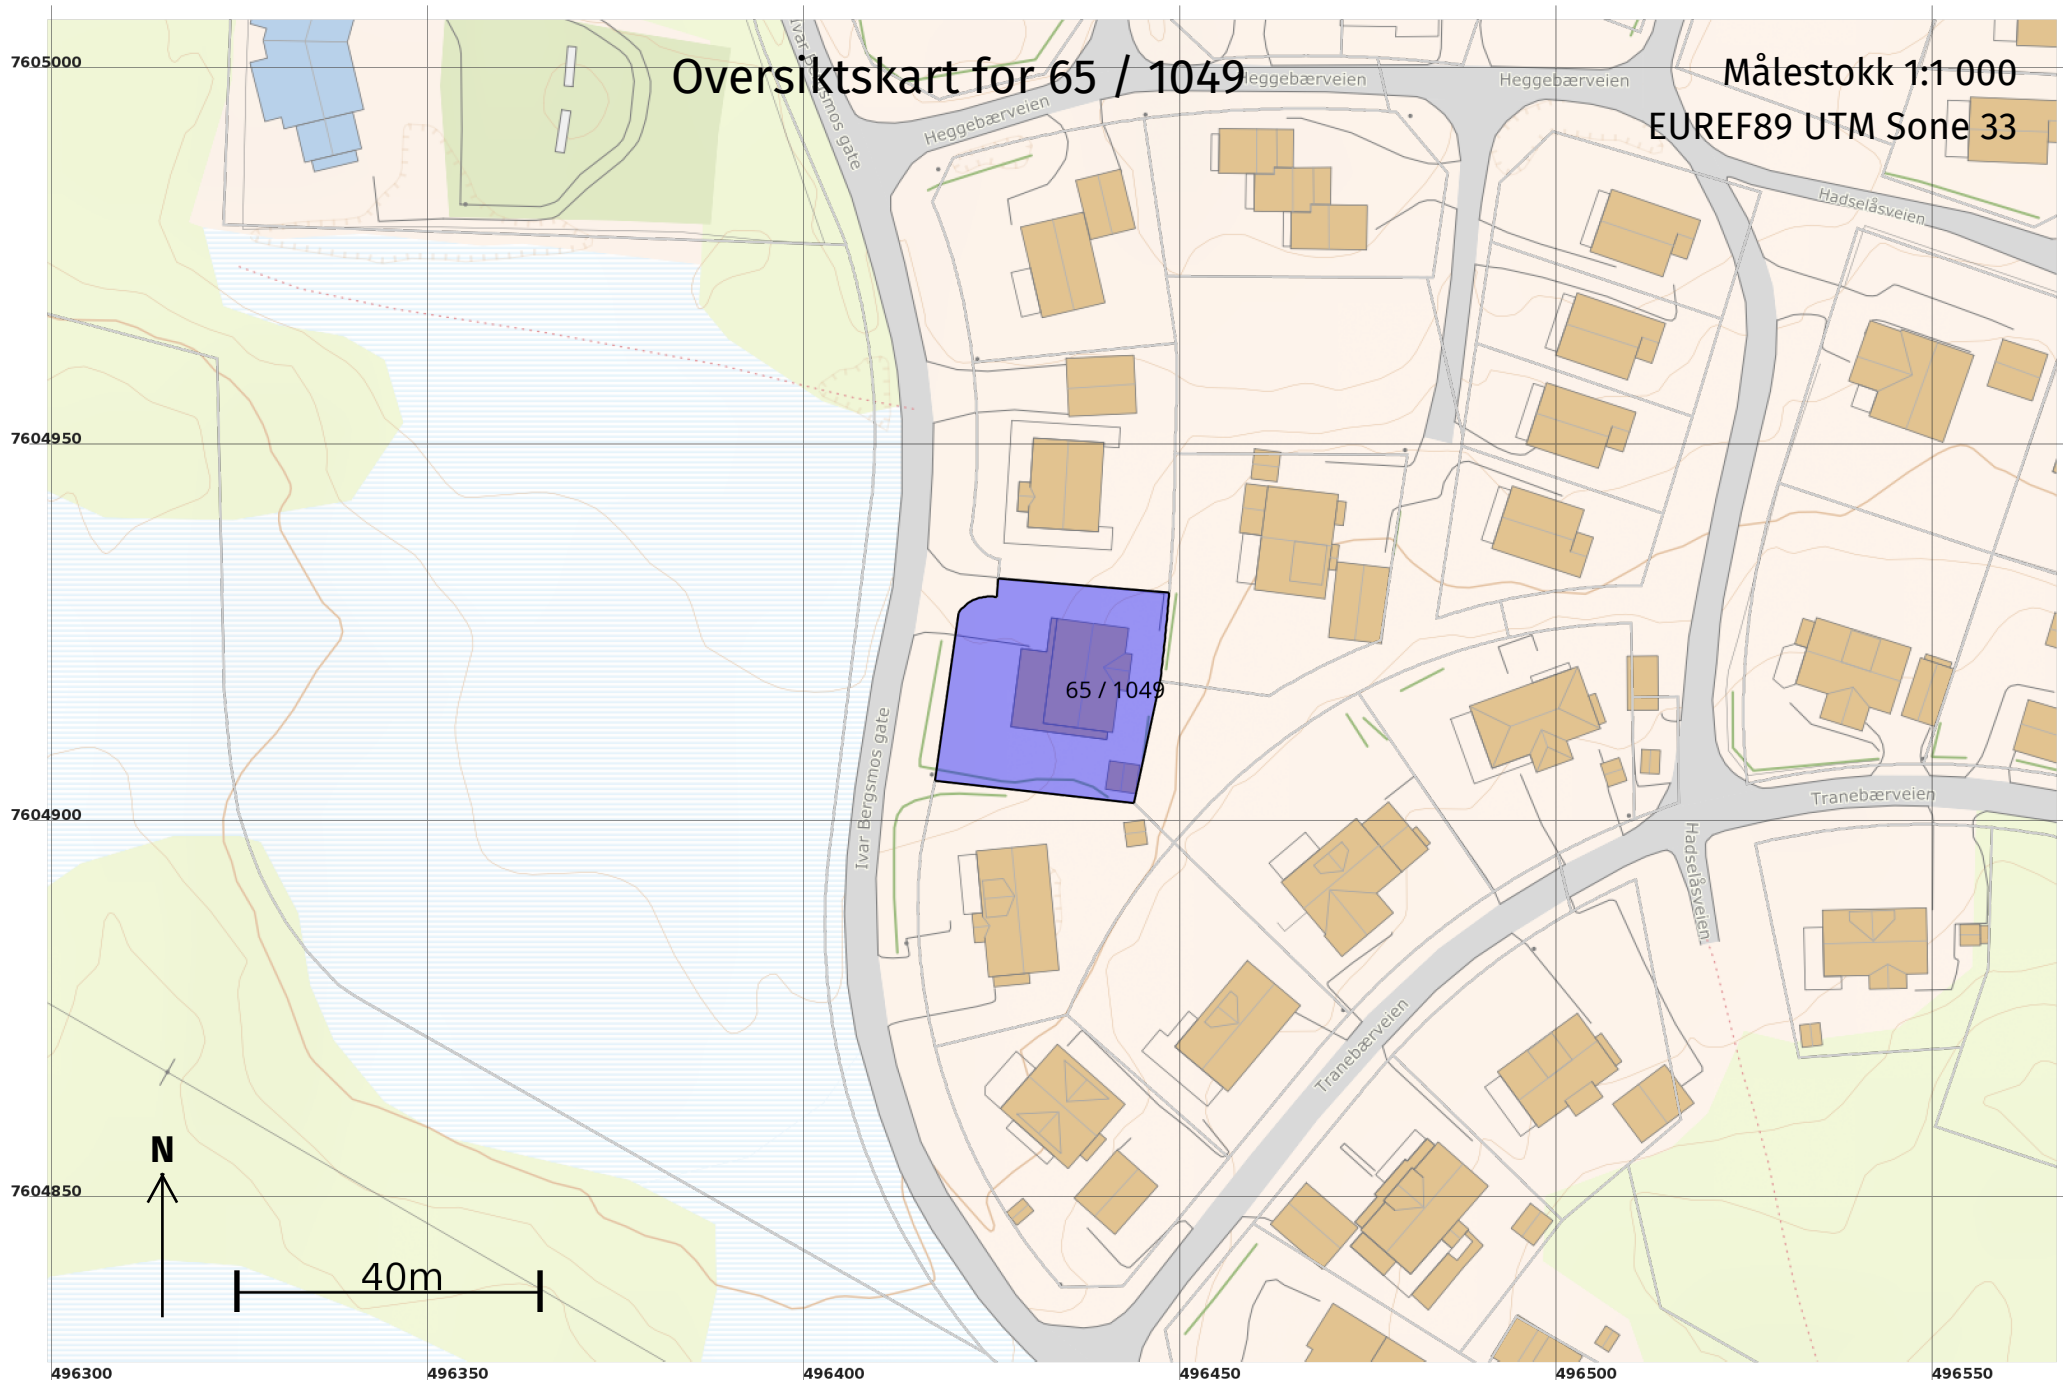 7605000
Oversiktskart for 65 / 1049
Målestokk 1:1 000
EUREF89 UTM Sone 33
Ivar Bergsmos gate
Heggebærveien
Heggebærveien
Heggebærveien
Hadselåsveien
7604950
65 / 1049
Ivar Bergsmos gate
7604900
Tranebærveien
Hadselåsveien
Tranebærveien
N
7604850
40m
496300
496350
496400
496450
496500
496550